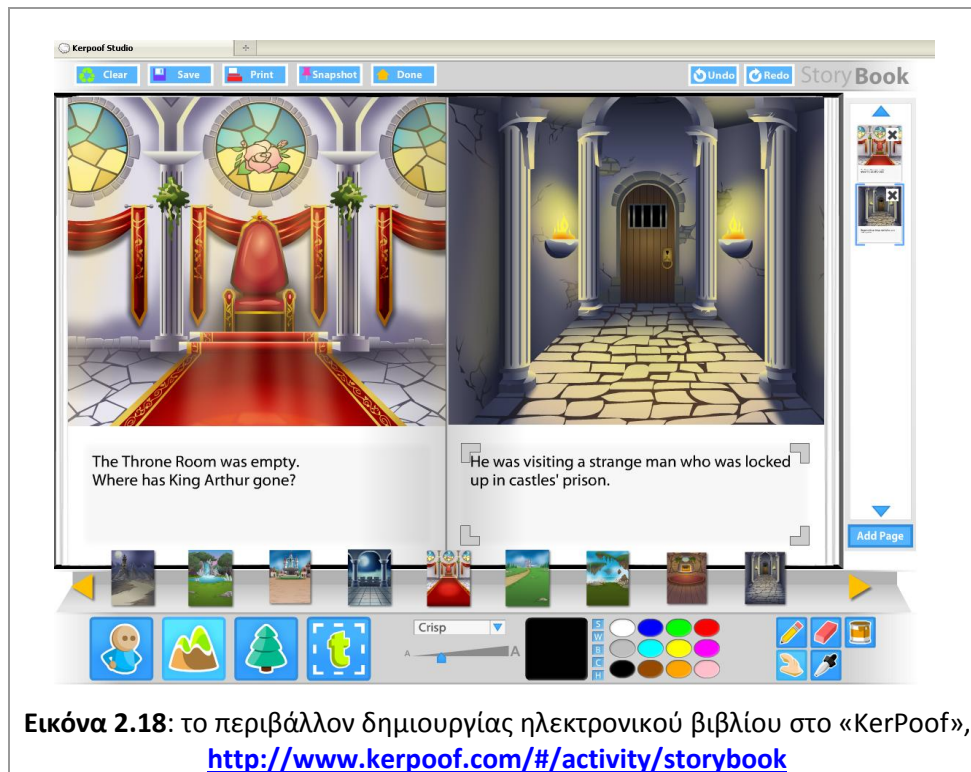 Kerpoof Studio
Clear Save Print Snapshot Done Undo Redo StoryBook
The Throne Room was empty.
Where has King Arthur gone?
He was visiting a strange man who was locked
up in castles' prison.
Add Page
t
Crisp
A A
S
W
B
C
H
Εικόνα 2.18: το περιβάλλον δημιουργίας ηλεκτρονικού βιβλίου στο «KerPoof»,
http://www.kerpoof.com/#/activity/storybook